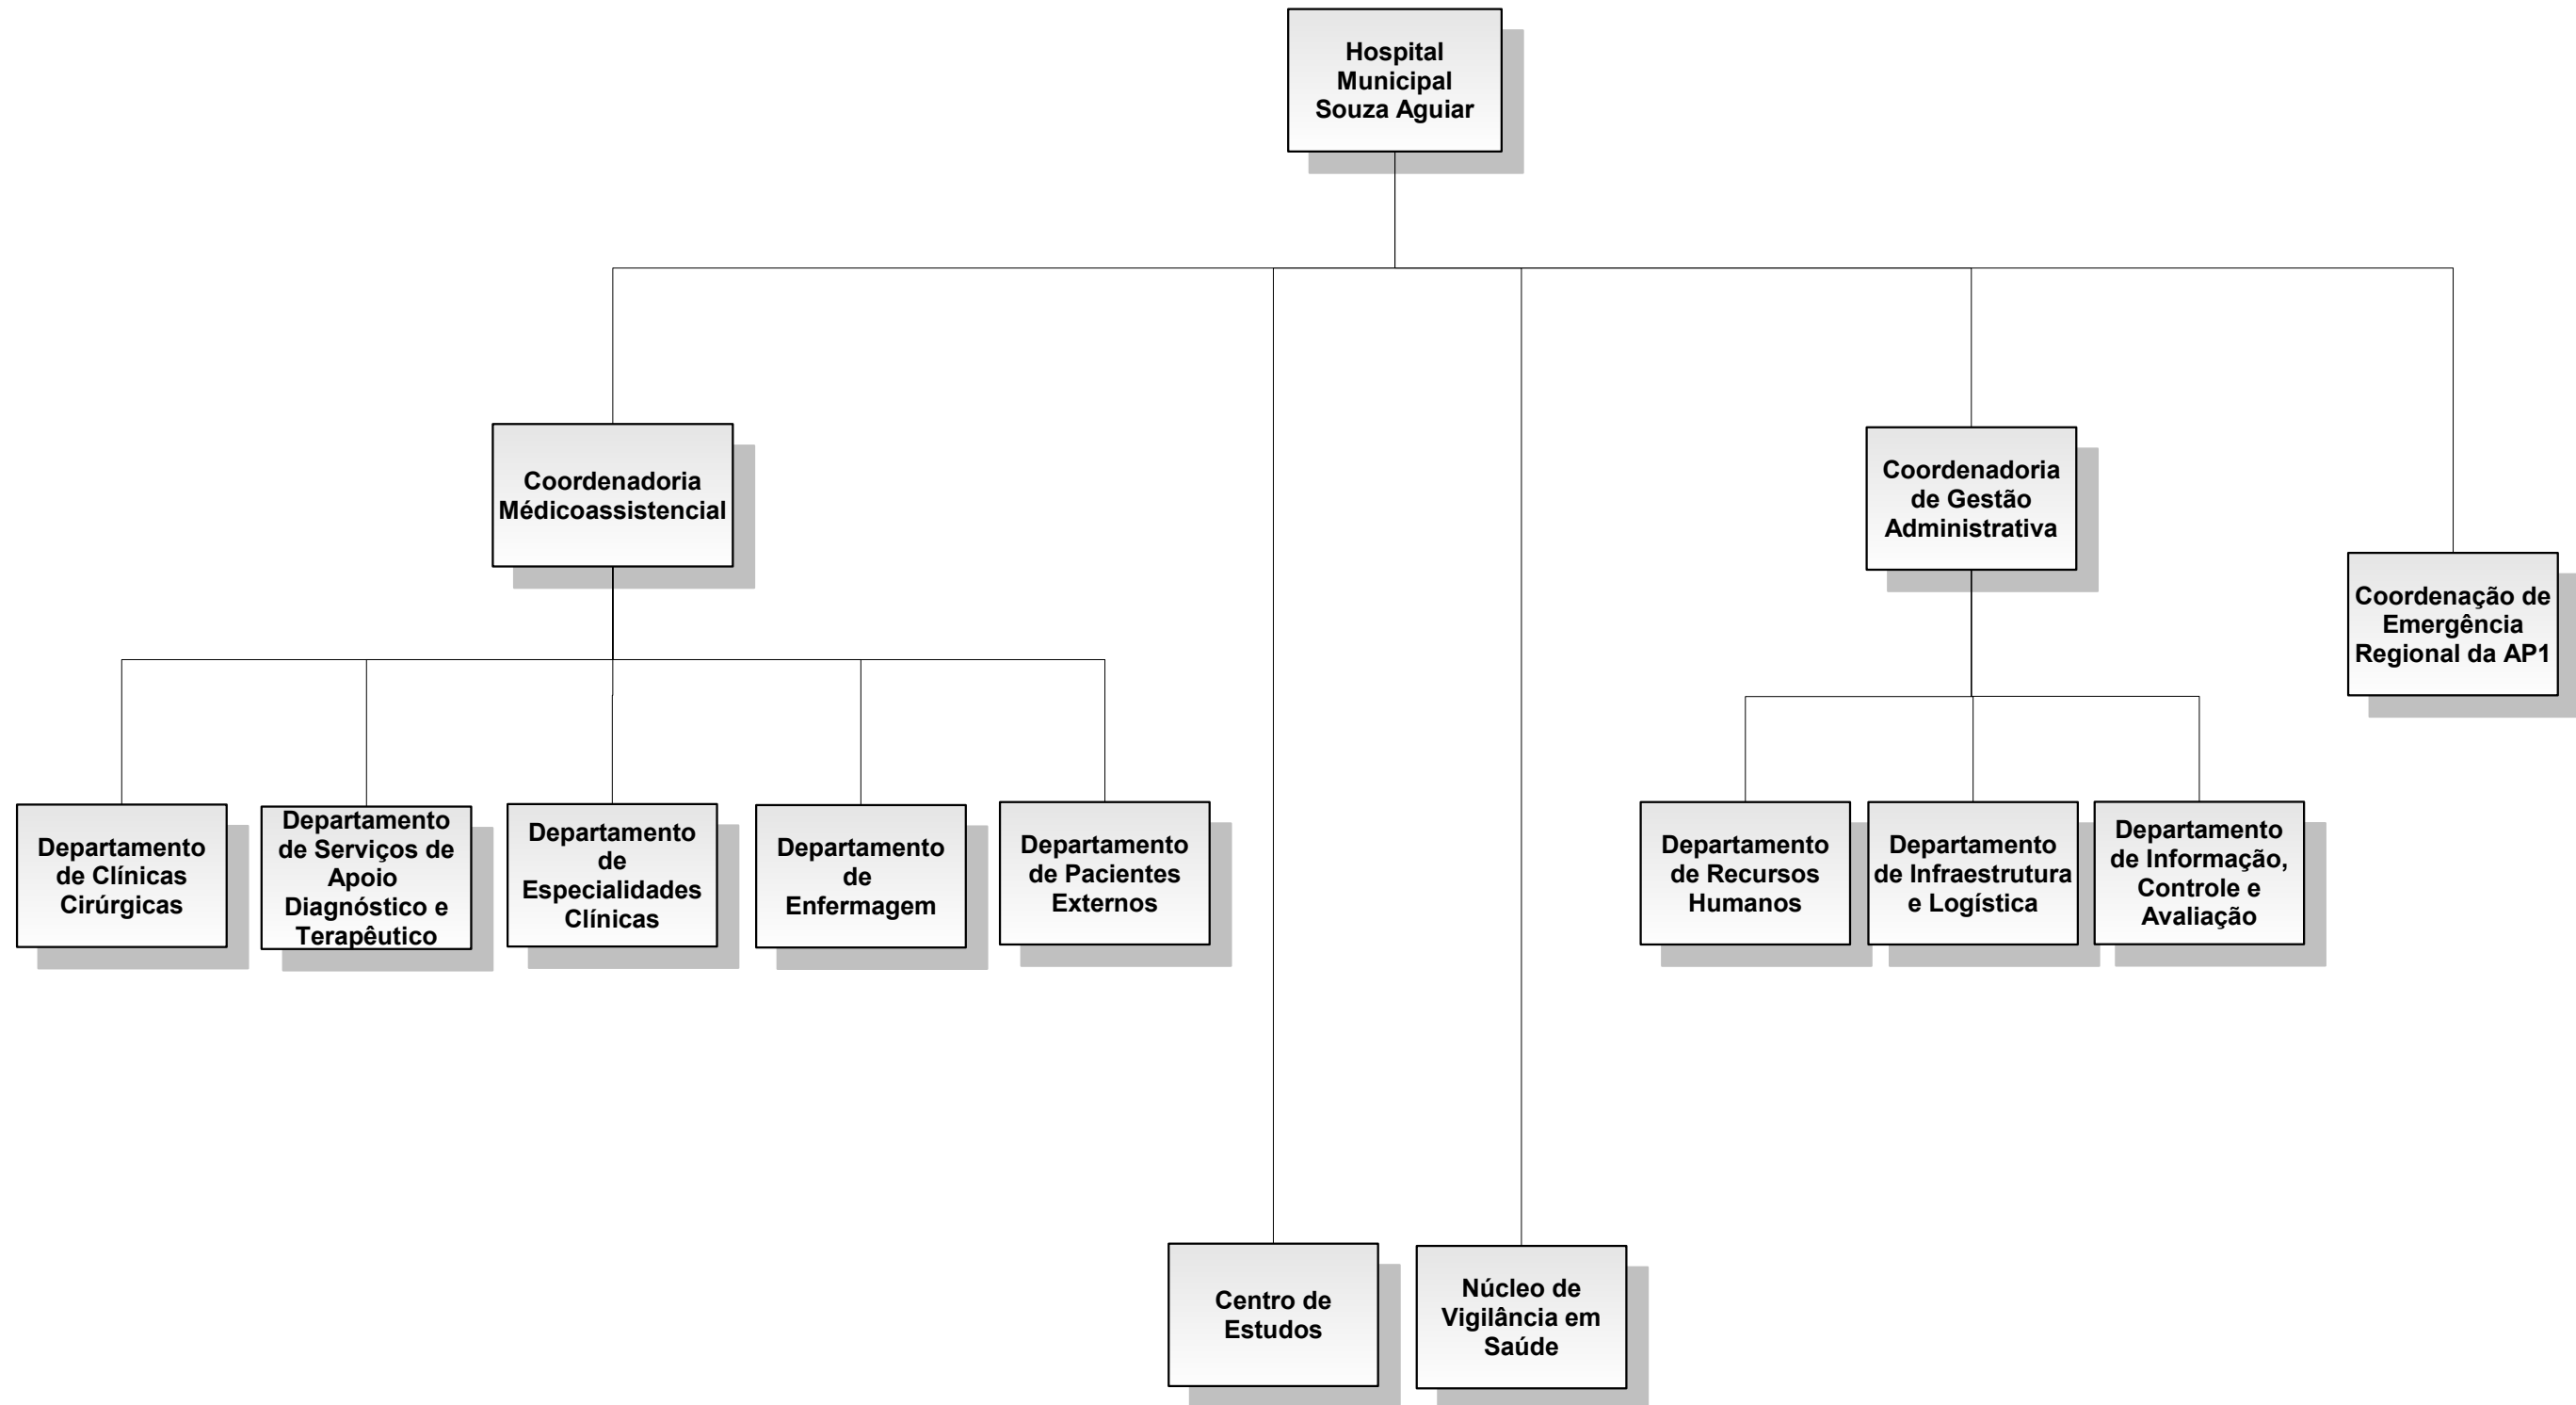 Hospital
Municipal
Souza Aguiar
Coordenadoria
Médicoassistencial
Coordenadoria
de Gestão
Administrativa
Coordenação de
Emergência
Regional da AP1
Departamento
de Clínicas
Cirúrgicas
Departamento
de Serviços de
Apoio
Diagnóstico e
Terapêutico
Departamento
de
Especialidades
Clínicas
Departamento
de
Enfermagem
Departamento
de Pacientes
Externos
Departamento
de Recursos
Humanos
Departamento
de Infraestrutura
e Logística
Departamento
de Informação,
Controle e
Avaliação
Centro de
Estudos
Núcleo de
Vigilância em
Saúde